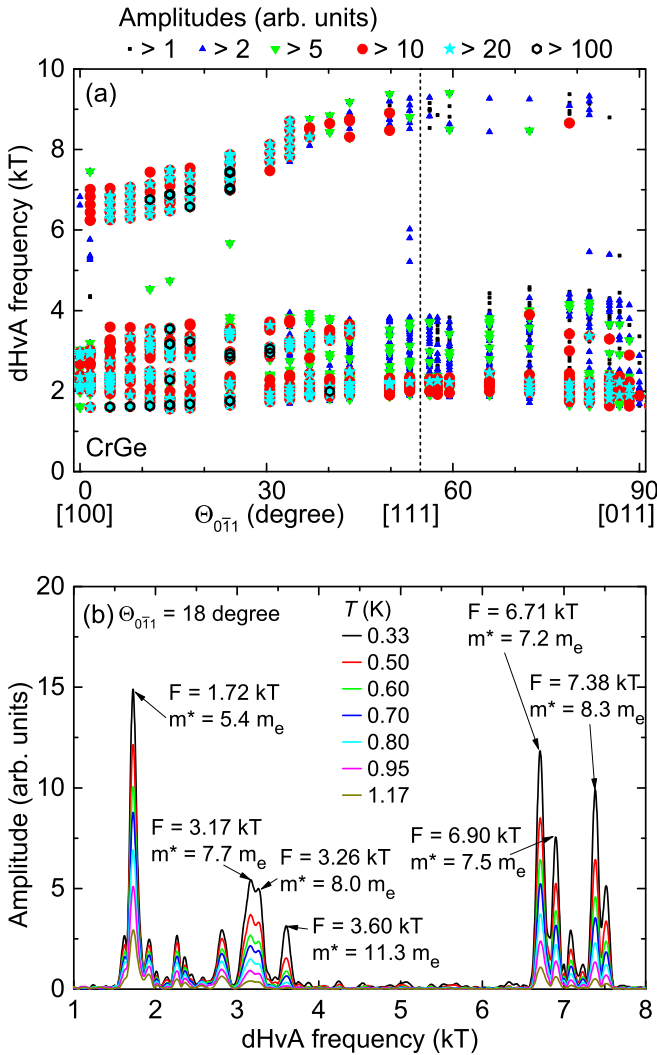 Amplitudes (arb. units)
> 1 > 2 > 5 > 10 > 20 > 100
(a)
10
8
6
4
2
0
dHvA frequency (kT)
CrGe
0 30 60 90
[100] Θ01̅1 (degree) [111] [011]
(b) Θ01̅1 = 18 degree
T (K)
0.33
0.50
0.60
0.70
0.80
0.95
1.17
F = 1.72 kT
m* = 5.4 me
F = 3.17 kT
m* = 7.7 me
F = 3.26 kT
m* = 8.0 me
F = 3.60 kT
m* = 11.3 me
F = 6.71 kT
m* = 7.2 me
F = 7.38 kT
m* = 8.3 me
F = 6.90 kT
m* = 7.5 me
20
15
10
5
0
Amplitude (arb. units)
1 2 3 4 5 6 7 8
dHvA frequency (kT)